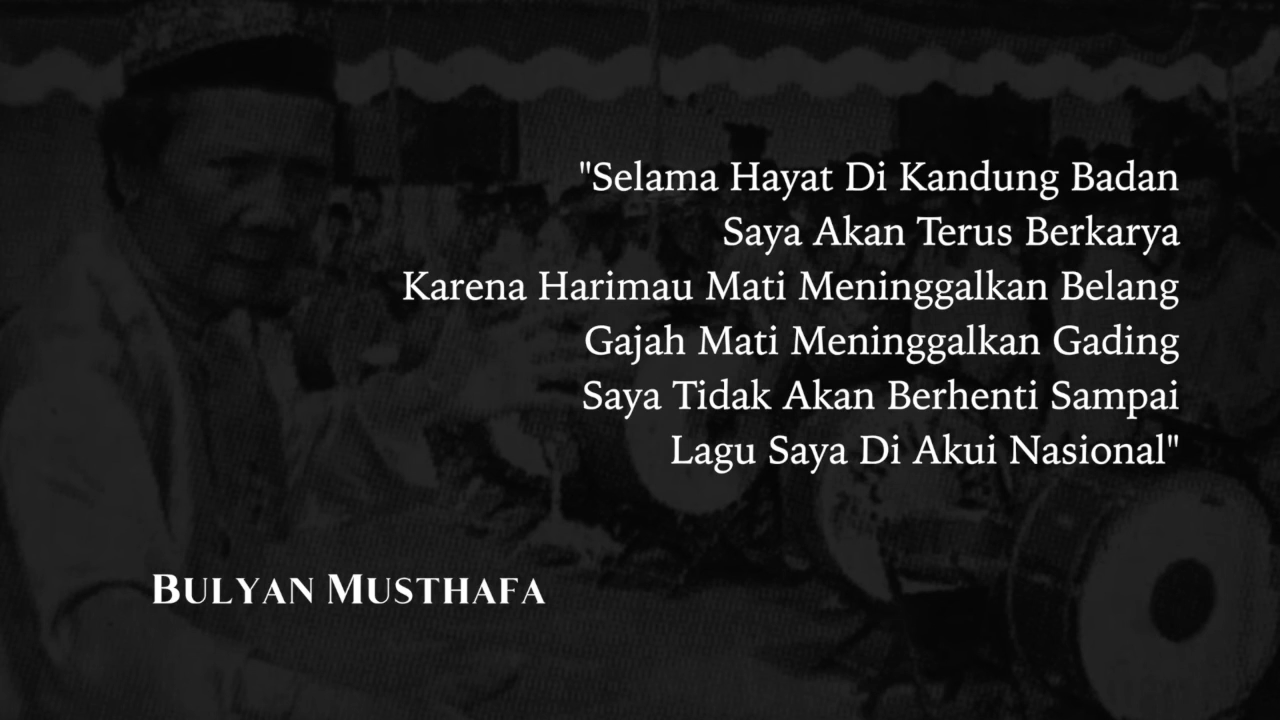 "Selama Hayat Di Kandung Badan
Saya Akan Terus Berkarya
Karena Harimau Mati Meninggalkan Belang
Gajah Mati Meninggalkan Gading
Saya Tidak Akan Berhenti Sampai
Lagu Saya Di Akui Nasional"
BULYAN MUSTHAFA